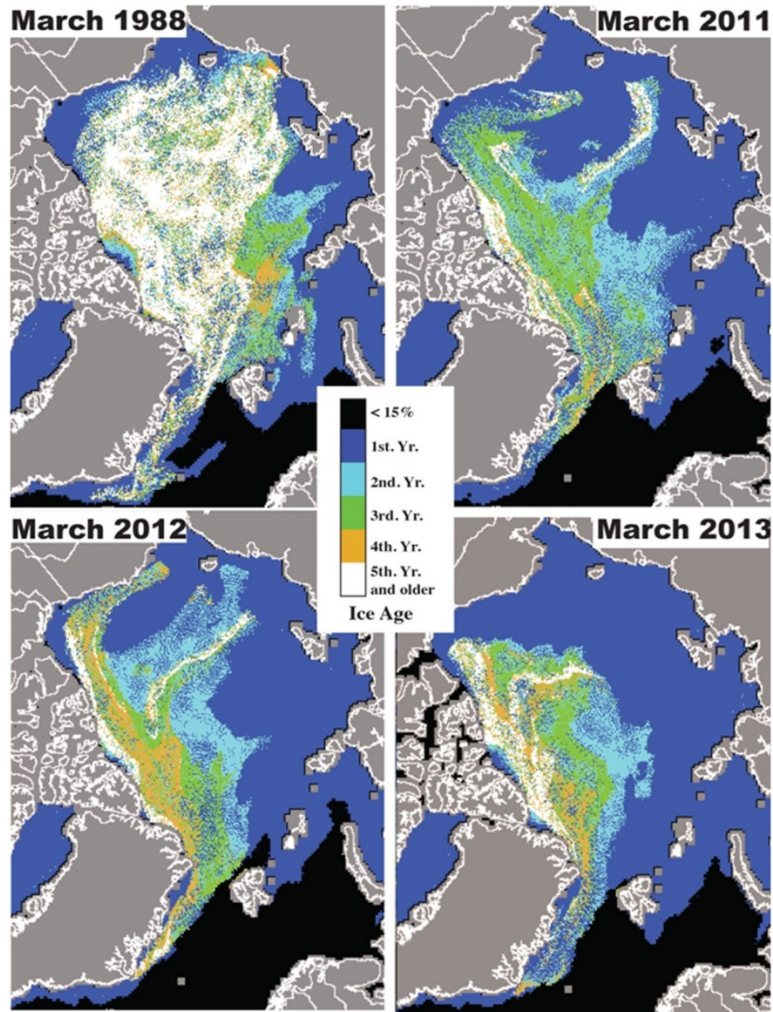 March 1988
March 2011
< 15%
1st. Yr.
2nd. Yr.
3rd. Yr.
4th. Yr.
5th. Yr.
and older
Ice Age
March 2012
March 2013